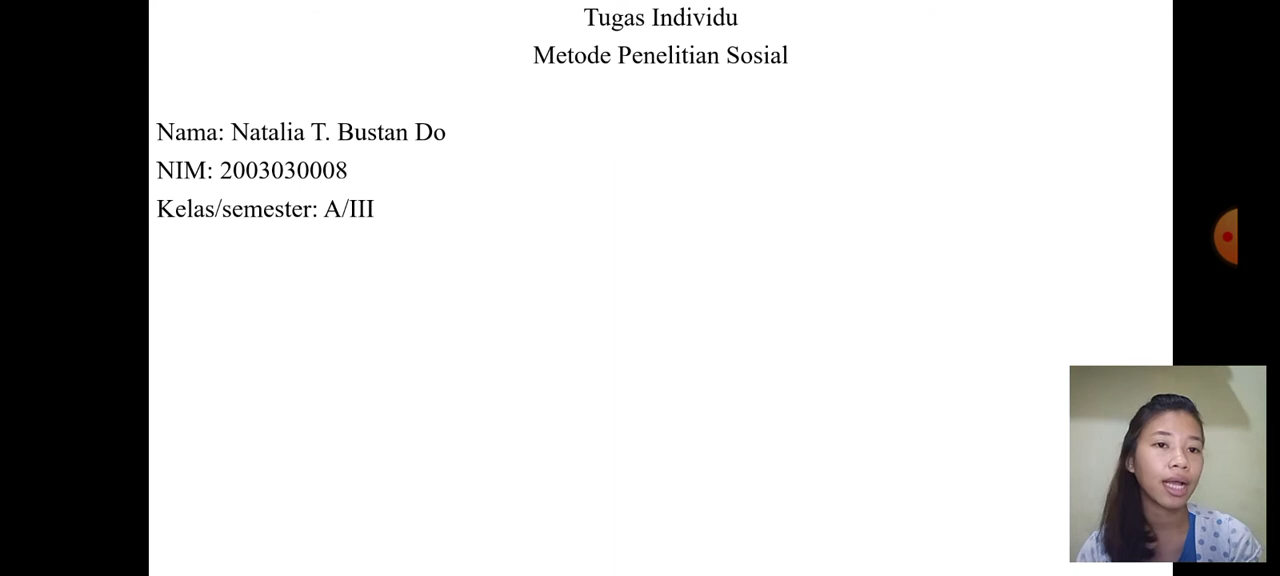 Tugas Individu
Metode Penelitian Sosial
Nama: Natalia T. Bustan Do
NIM: 2003030008
Kelas/semester: A/III